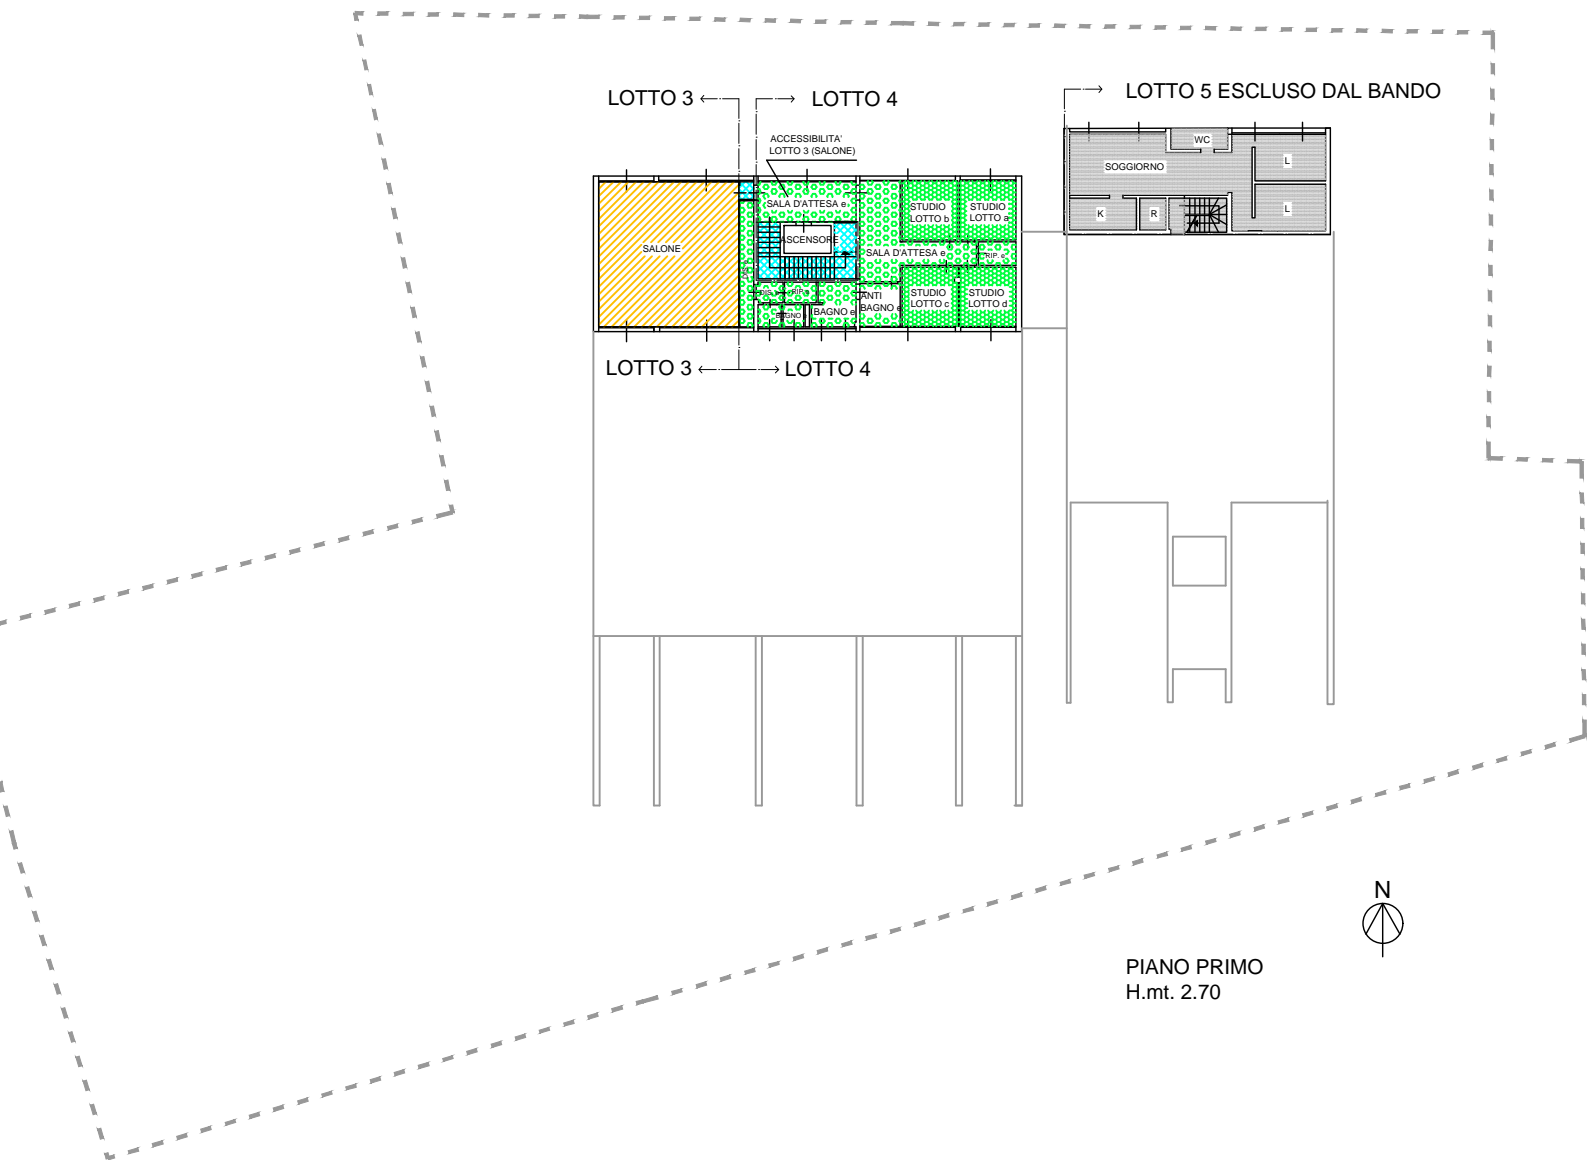 LOTTO 3
LOTTO 4
LOTTO 5 ESCLUSO DAL BANDO
ACCESSIBILITA'
LOTTO 3 (SALONE)
WC
SOGGIORNO
L
K
R
L
SALA D'ATTESA e
STUDIO
LOTTO b
STUDIO
LOTTO a
ASCENSORE
SALONE
SALA D'ATTESA e
RIP. e
DIS.
RIP. e
BAGNO
BAGNO e
ANTI
BAGNO e
STUDIO
LOTTO c
STUDIO
LOTTO d
LOTTO 3
LOTTO 4
N
PIANO PRIMO
H.mt. 2.70